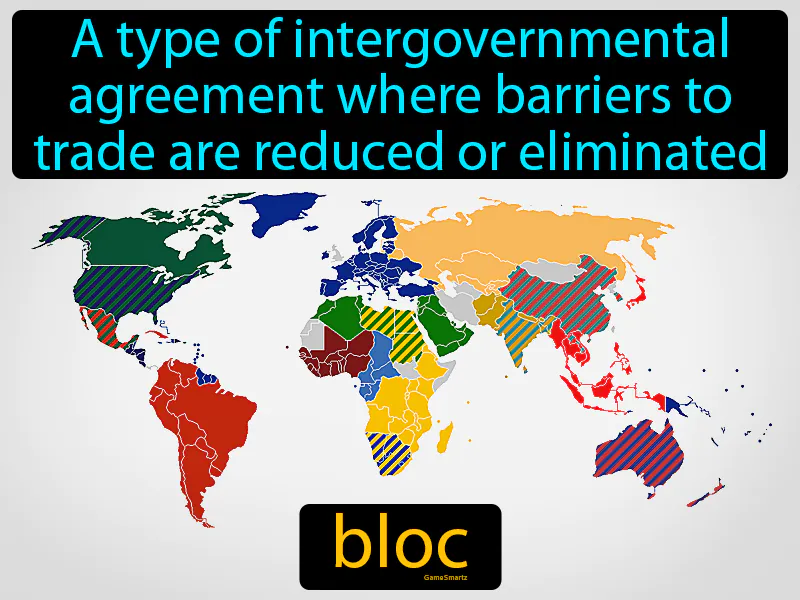 A type of intergovernmental
agreement where barriers to
trade are reduced or eliminated
bloc
GameSmartz